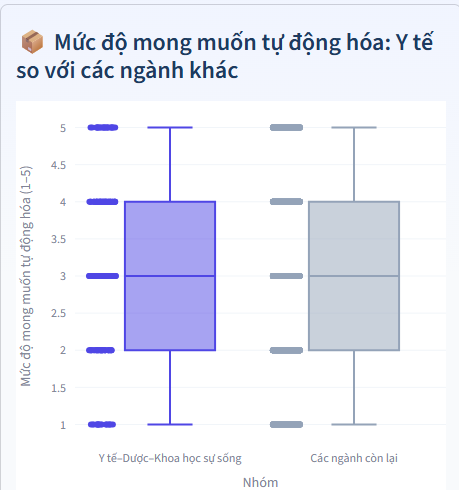 📦 Mức độ mong muốn tự động hóa: Y tế
so với các ngành khác
Mức độ mong muốn tự động hóa (1–5)
5
4.5
4
3.5
3
2.5
2
1.5
1
Y tế–Dược–Khoa học sự sống
Các ngành còn lại
Nhóm